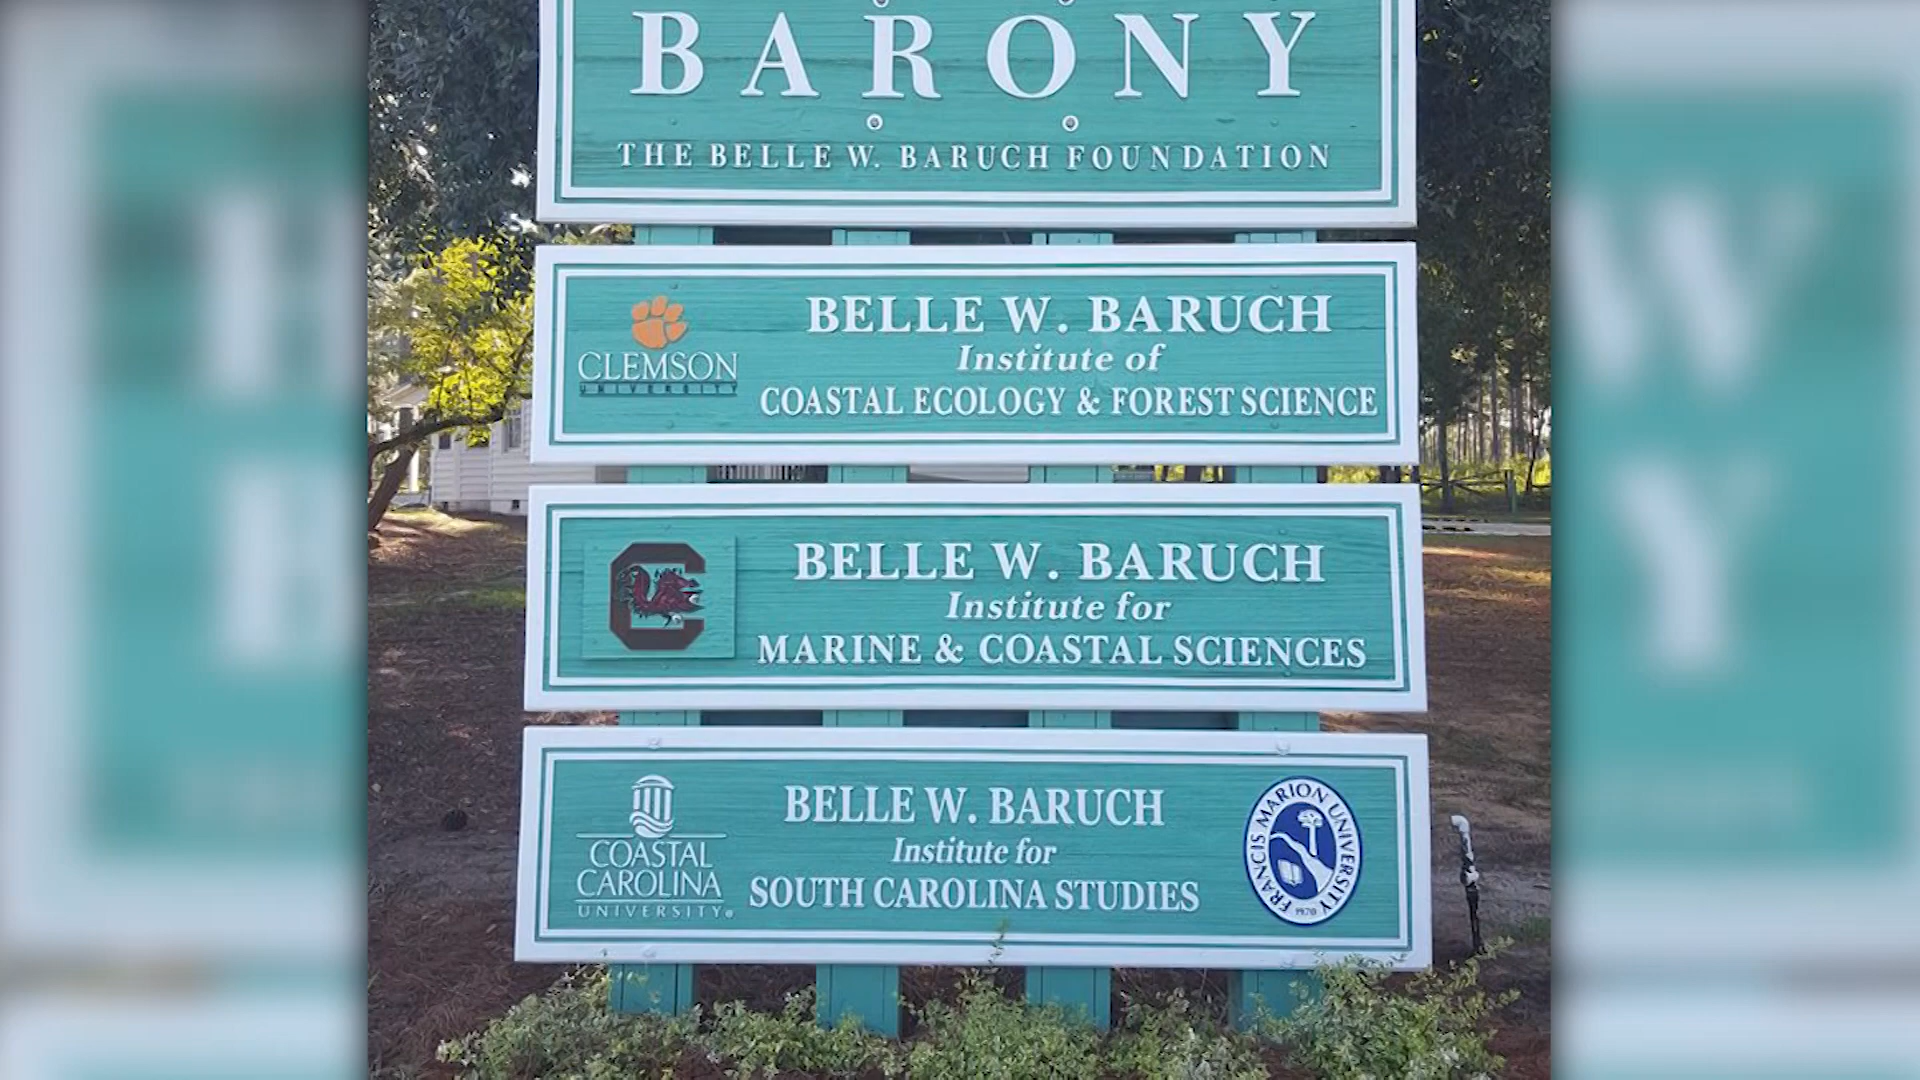 BARONY
THE BELLE W. BARUCH FOUNDATION
CLEMSON
UNIVERSITY
BELLE W. BARUCH
Institute of
COASTAL ECOLOGY & FOREST SCIENCE
BELLE W. BARUCH
Institute for
MARINE & COASTAL SCIENCES
COASTAL
CAROLINA
UNIVERSITY®
BELLE W. BARUCH
Institute for
SOUTH CAROLINA STUDIES
FRANCIS MARION UNIVERSITY
1970